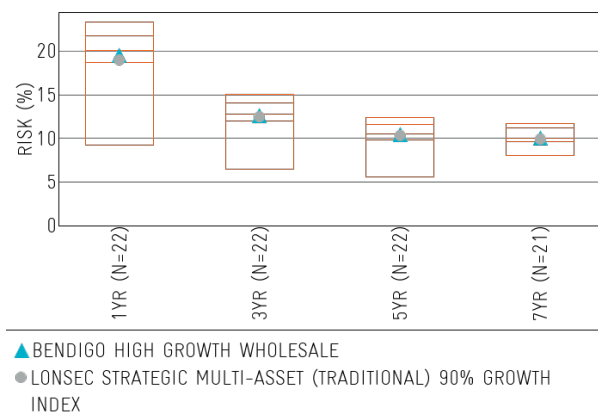 RISK (%)
20
15
10
5
0
1YR (N=22)
3YR (N=22)
5YR (N=22)
7YR (N=21)
BENDIGO HIGH GROWTH WHOLESALE
LONSEC STRATEGIC MULTI-ASSET (TRADITIONAL) 90% GROWTH
INDEX